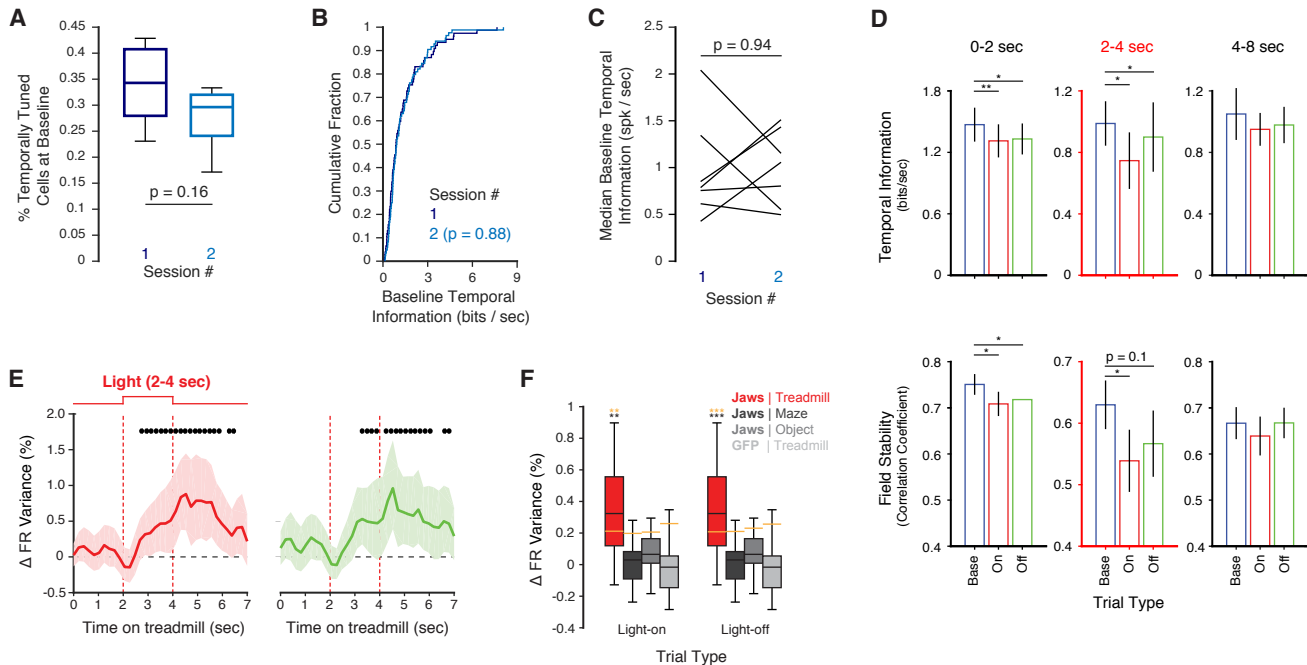 A
% Temporally Tuned
Cells at Baseline
0.45
0.4
0.35
0.3
0.25
0.2
0.15
0.1
0.05
0
p = 0.16
1 2
Session #
B
Cumulative Fraction
1
0.9
0.8
0.7
0.6
0.5
0.4
0.3
0.2
0.1
0
Session #
1
2 (p = 0.88)
0 3 6 9
Baseline Temporal
Information (bits / sec)
C
Median Baseline Temporal
Information (spk / sec)
p = 0.94
2.5
2
1.5
1
0.5
0
1 2
Session #
D
0-2 sec
2-4 sec
4-8 sec
Temporal Information
(bits/sec)
1.8
1.6
1.3
1
*
**
1.2
0.8
0.4
0
*
*
1.2
0.8
0.4
0
Field Stability
(Correlation Coefficient)
0.8
0.7
0.6
0.4
*
*
0.7
0.6
0.5
0.4
p = 0.1
*
0.8
0.7
0.5
0.4
Base On Off
Base On Off
Base On Off
Trial Type
E
Light (2-4 sec)
Δ FR Variance (%)
2.0
1.5
1.0
0.5
0
-0.5
0 1 2 3 4 5 6 7
Time on treadmill (sec)
0 1 2 3 4 5 6 7
Time on treadmill (sec)
F
Jaws | Treadmill
Jaws | Maze
Jaws | Object
GFP | Treadmill
Δ FR Variance (%)
1
0.8
0.6
0.4
0.2
0
-0.2
-0.4
**
**
***
***
Light-on Light-off
Trial Type